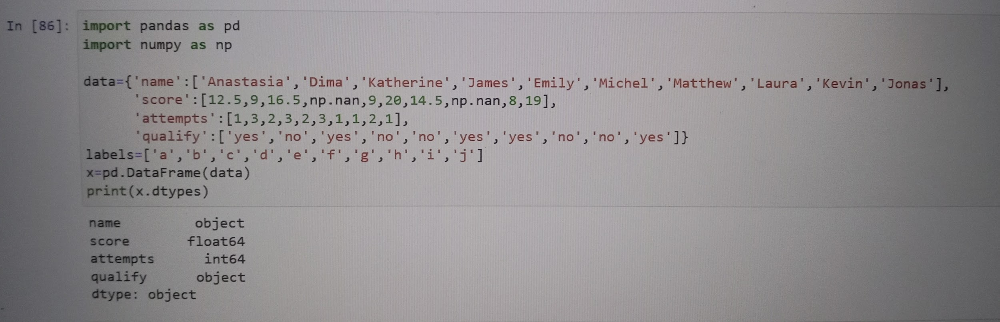 In [86]: import pandas as pd
import numpy as np
data={'name':['Anastasia','Dima','Katherine','James','Emily','Michel','Matthew','Laura','Kevin','Jonas'],
'score':[12.5,9,16.5,np.nan,9,20,14.5,np.nan,8,19],
'attempts':[1,3,2,3,2,3,1,1,2,1],
'qualify':['yes','no','yes','no','no','yes','yes','no','no','yes']}
labels=['a','b','c','d','e','f','g','h','i','j']
x=pd.DataFrame(data)
print(x.dtypes)
name object
score float64
attempts int64
qualify object
dtype: object